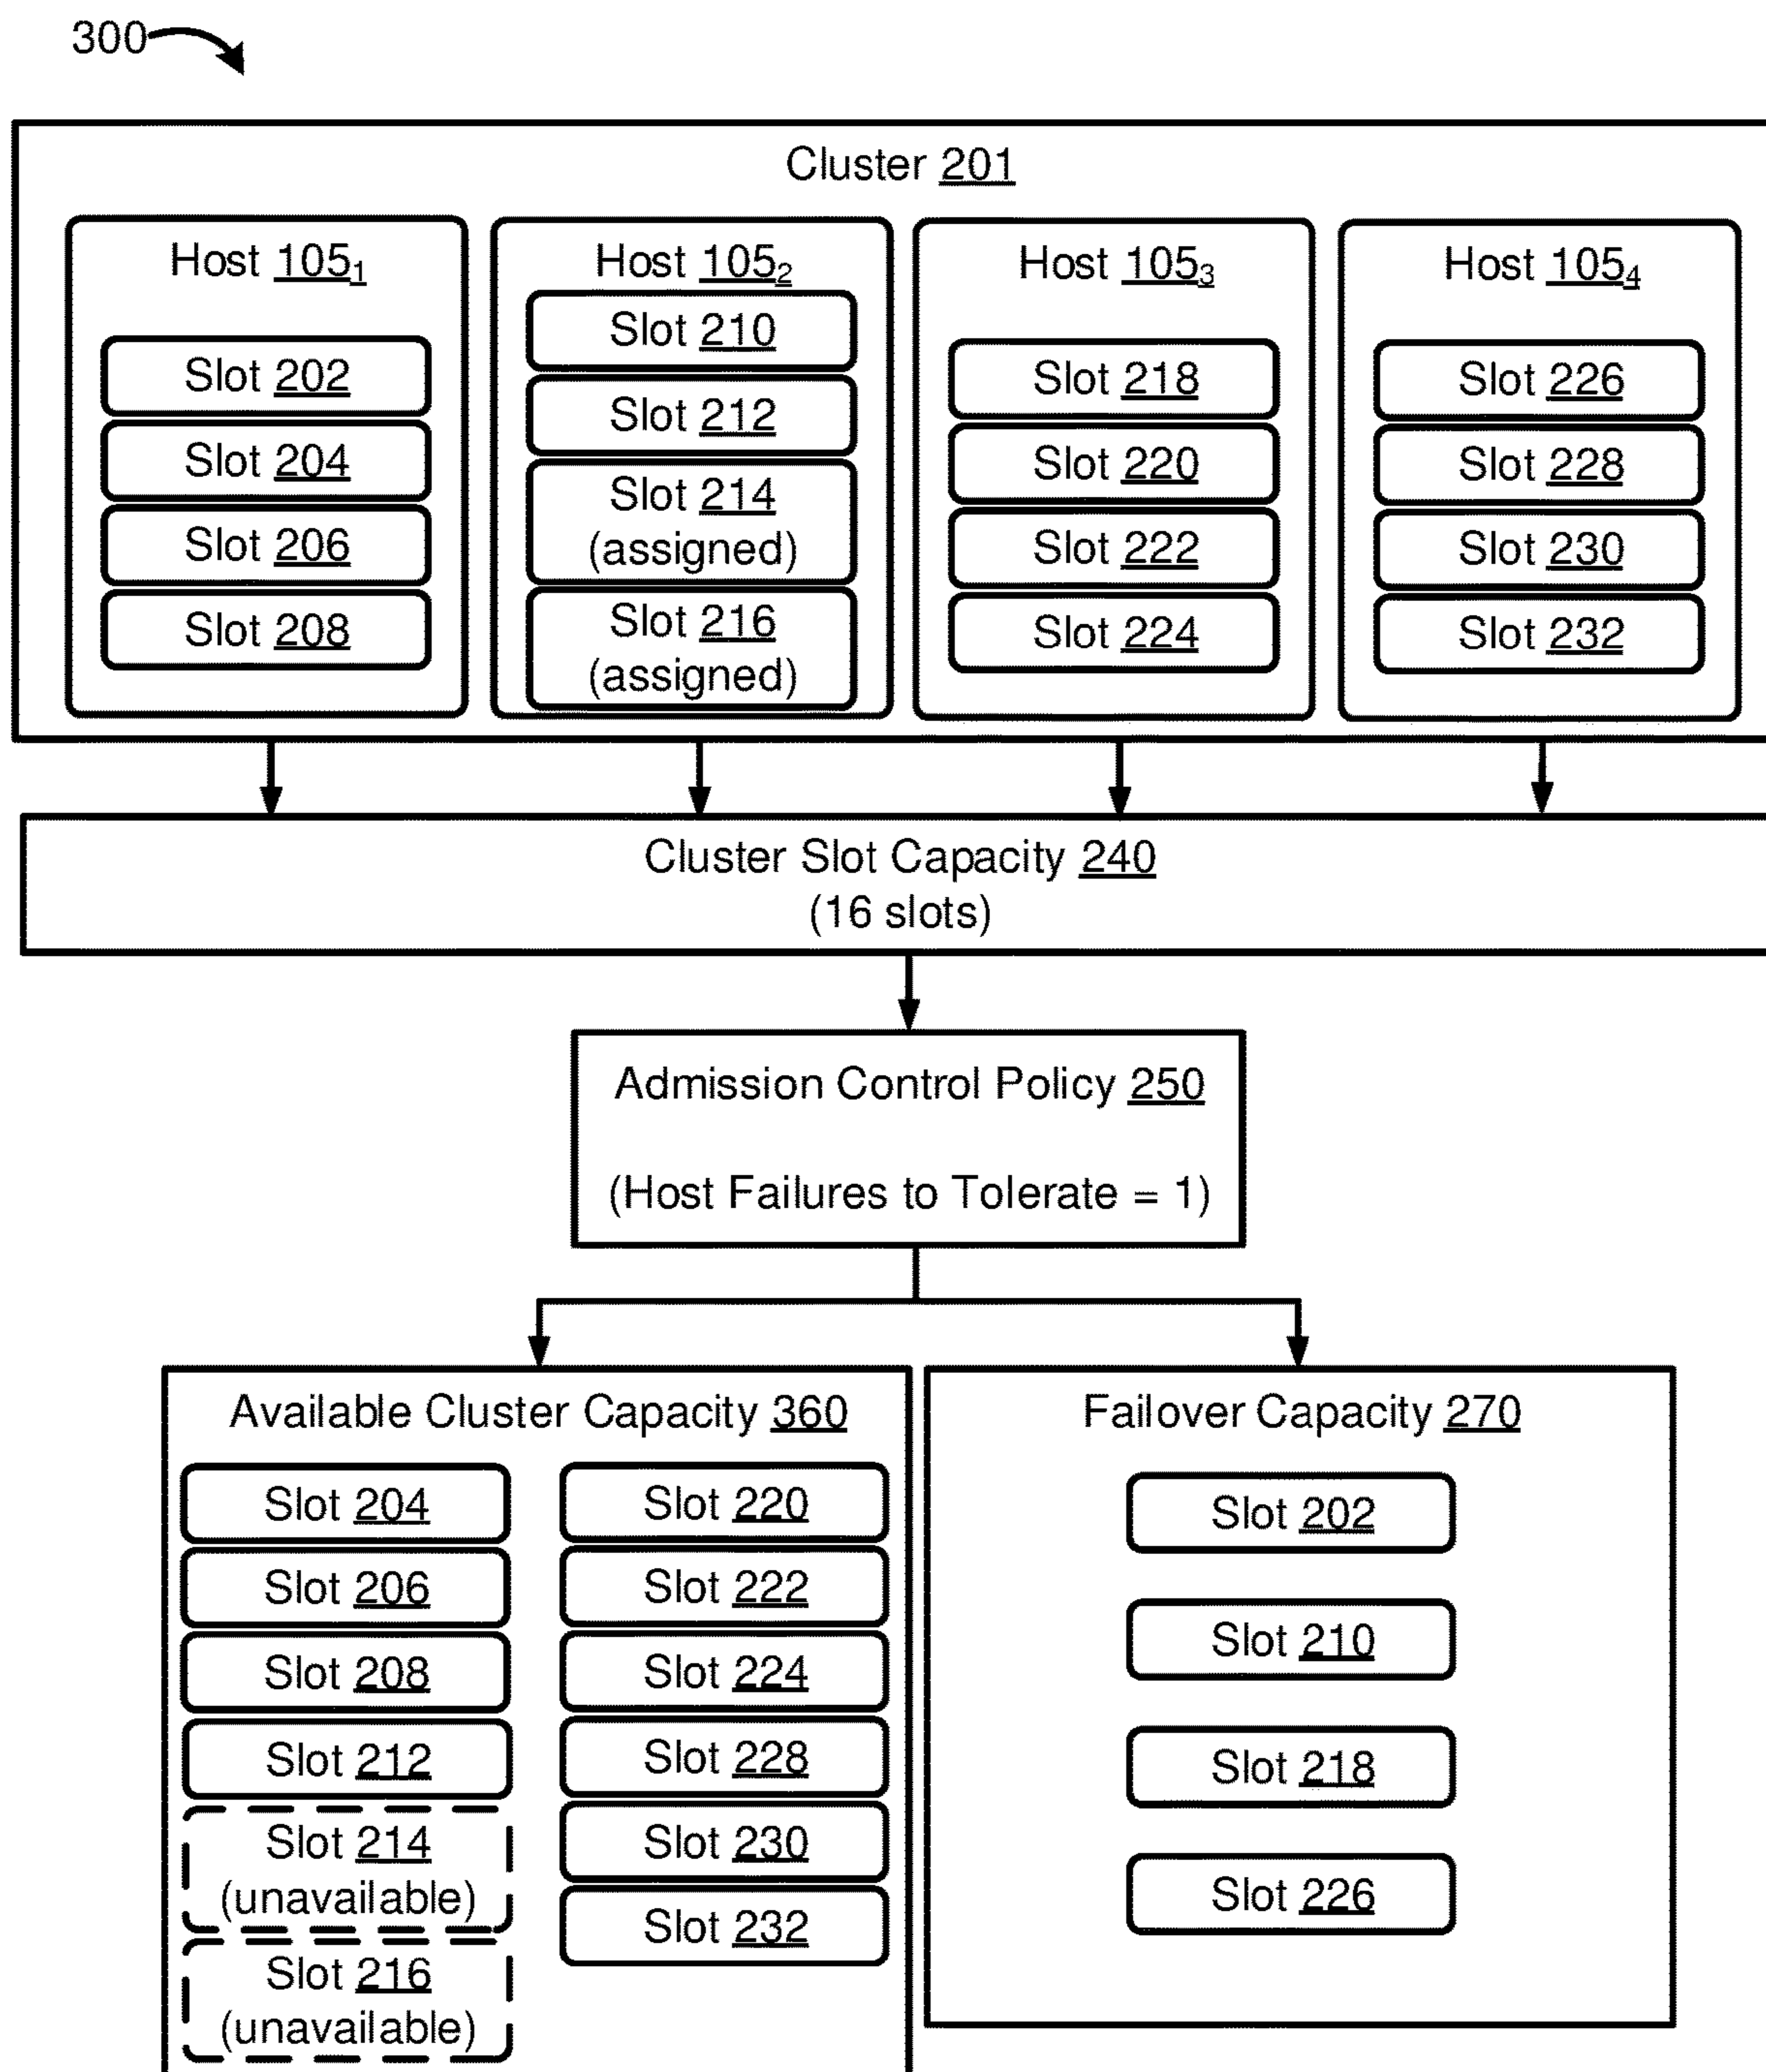 300
Cluster 201
Host 105₁
Slot 202
Slot 204
Slot 206
Slot 208
Host 105₂
Slot 210
Slot 212
Slot 214
(assigned)
Slot 216
(assigned)
Host 105₃
Slot 218
Slot 220
Slot 222
Slot 224
Host 105₄
Slot 226
Slot 228
Slot 230
Slot 232
Cluster Slot Capacity 240
(16 slots)
Admission Control Policy 250
(Host Failures to Tolerate = 1)
Available Cluster Capacity 360
Slot 204
Slot 206
Slot 208
Slot 212
Slot 214
(unavailable)
Slot 216
(unavailable)
Slot 220
Slot 222
Slot 224
Slot 228
Slot 230
Slot 232
Failover Capacity 270
Slot 202
Slot 210
Slot 218
Slot 226